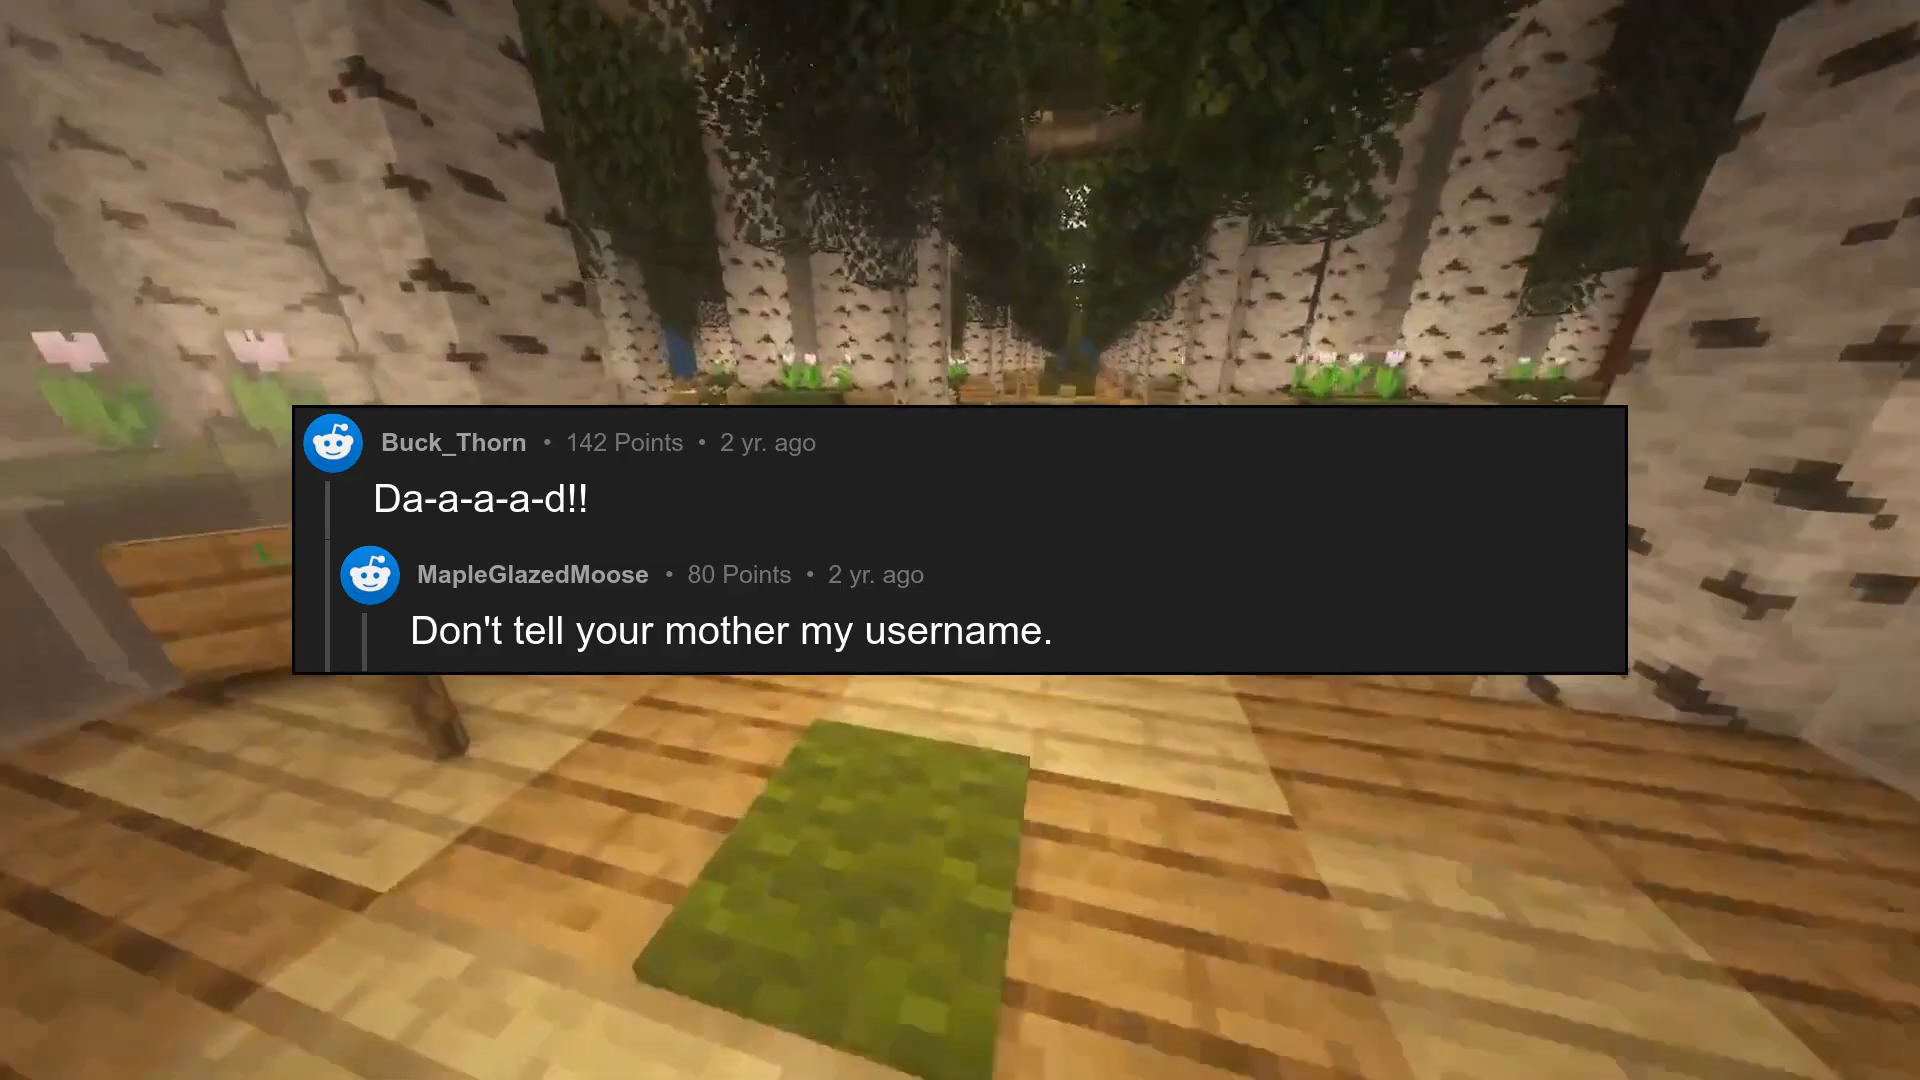 Buck_Thorn • 142 Points • 2 yr. ago
Da-a-a-a-d!!
MapleGlazedMoose • 80 Points • 2 yr. ago
Don't tell your mother my username.